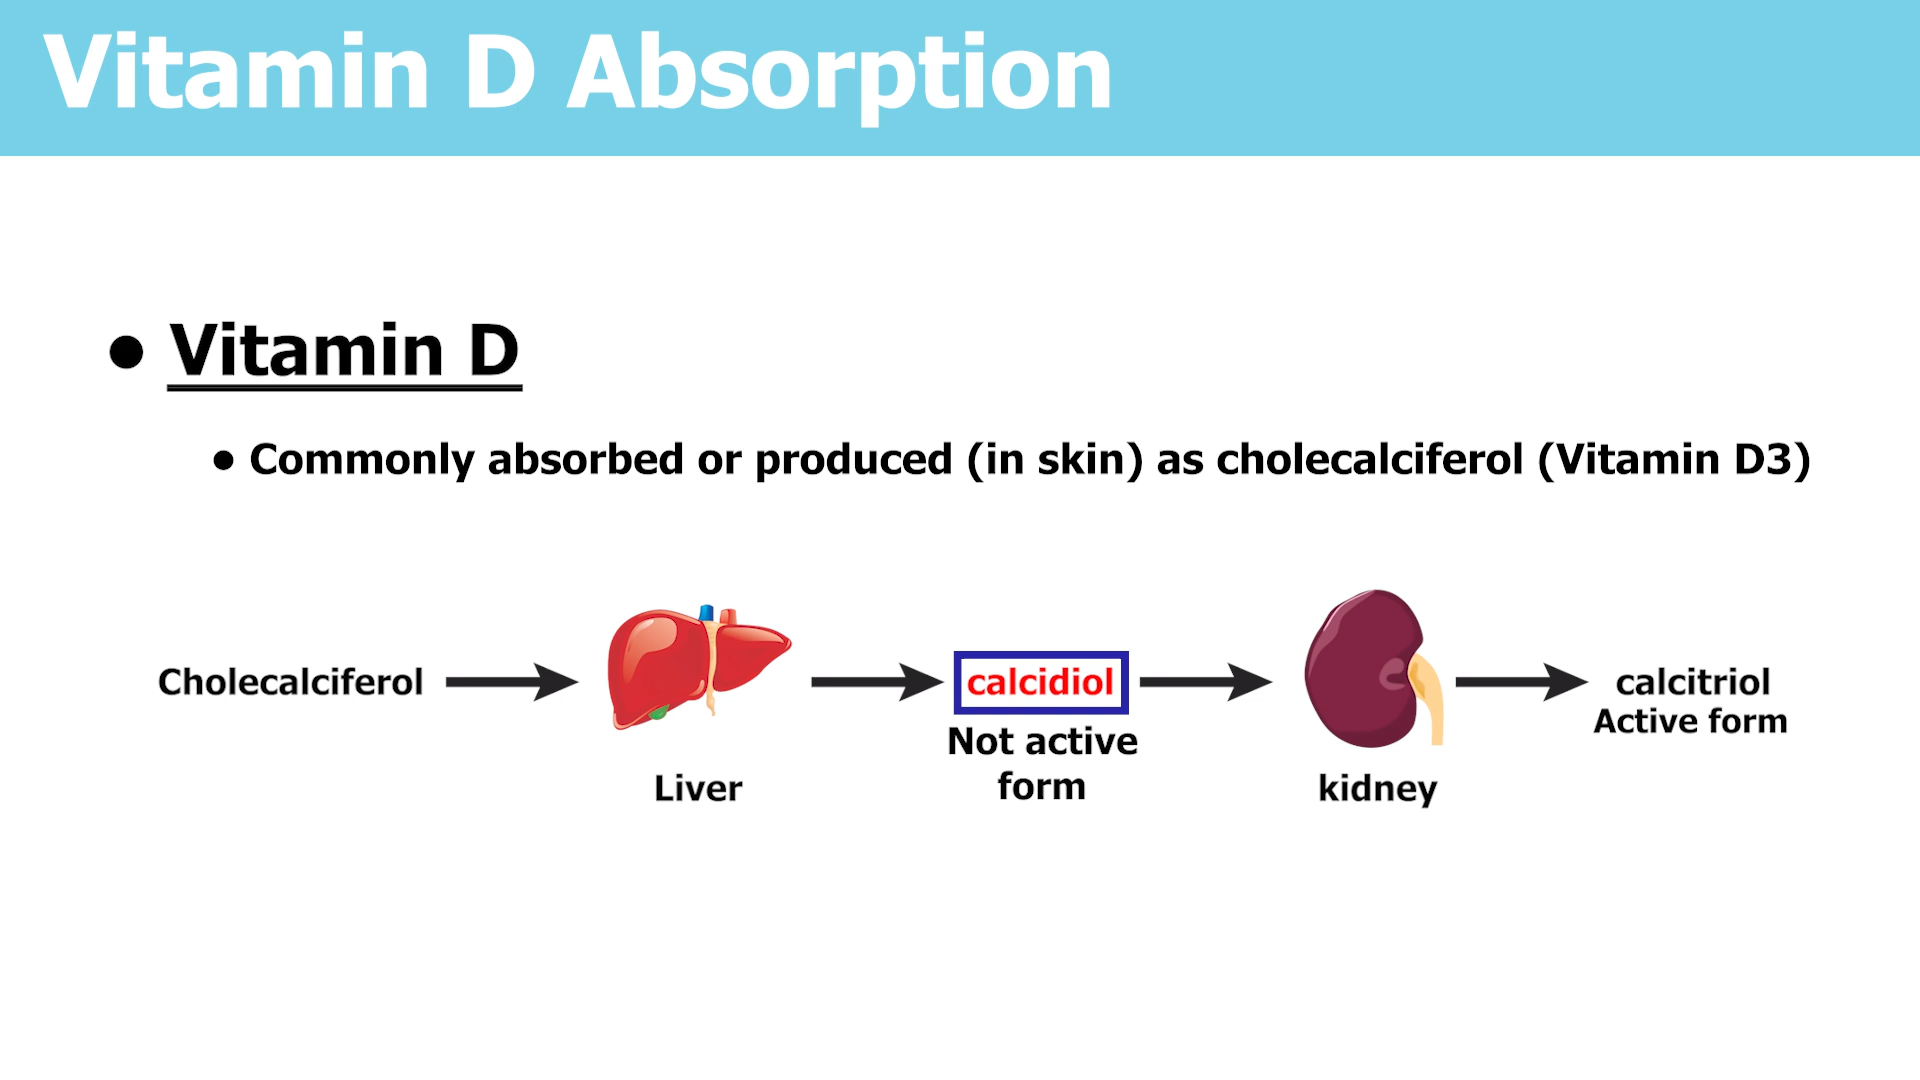 Vitamin D Absorption
• Vitamin D
• Commonly absorbed or produced (in skin) as cholecalciferol (Vitamin D3)
Cholecalciferol
Liver
calcidiol
Not active
form
kidney
calcitriol
Active form